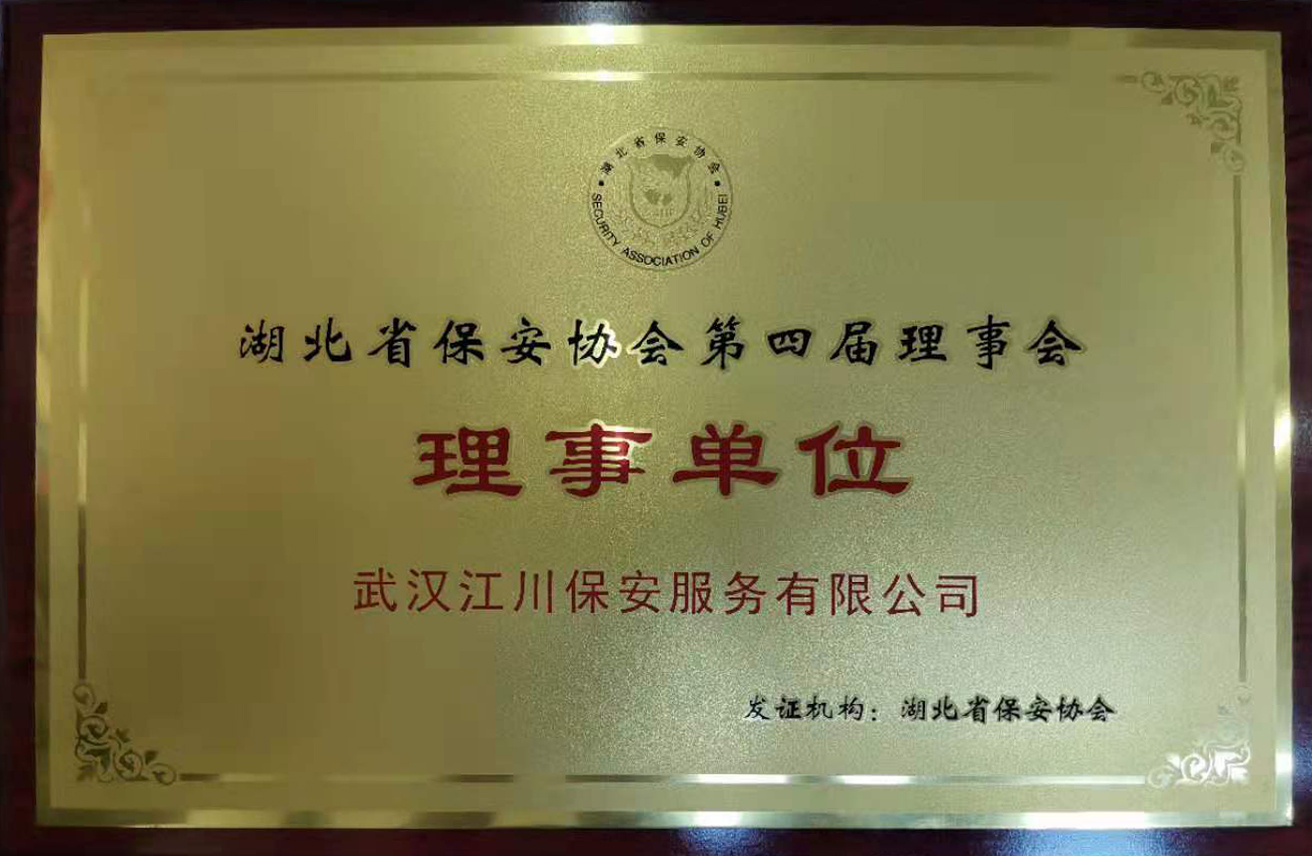 湖北省保安协会
SECURITY ASSOCIATION OF HUBEI
湖北省保安协会第四届理事会
理事单位
武汉江川保安服务有限公司
发证机构：湖北省保安协会